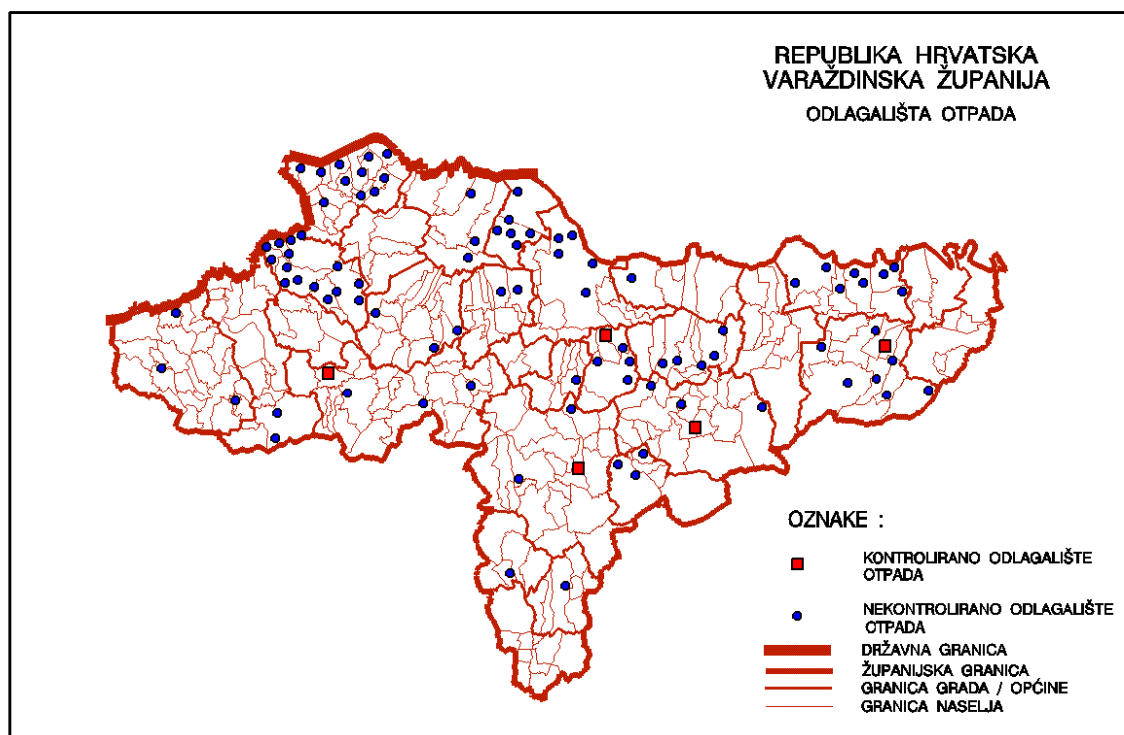 REPUBLIKA HRVATSKA
VARAŽDINSKA ŽUPANIJA
ODLAGALIŠTA OTPADA
OZNAKE :
KONTROLIRANO ODLAGALIŠTE
OTPADA
NEKONTROLIRANO ODLAGALIŠTE
OTPADA
DRŽAVNA GRANICA
ŽUPANIJSKA GRANICA
GRANICA GRADA / OPĆINE
GRANICA NASELJA